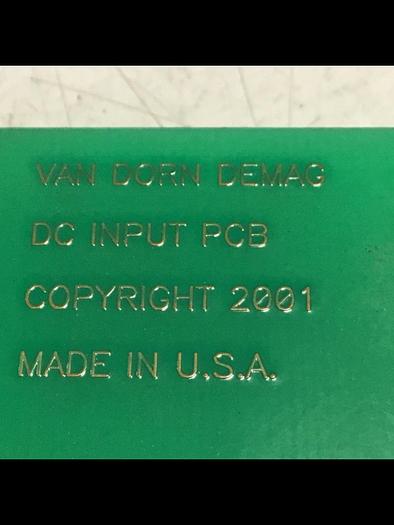 VAN DORN DEMAG
DC INPUT PCB
COPYRIGHT 2001
MADE IN U.S.A.